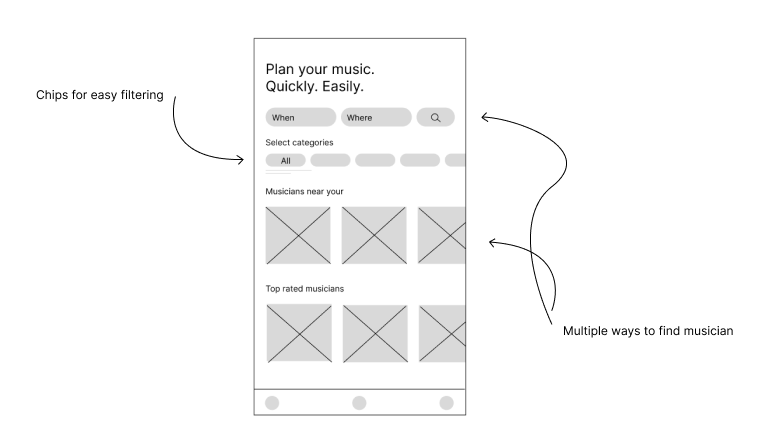 Plan your music.
Quickly. Easily.
Chips for easy filtering
When
Where
Select categories
All
Musicians near your
Top rated musicians
Multiple ways to find musician